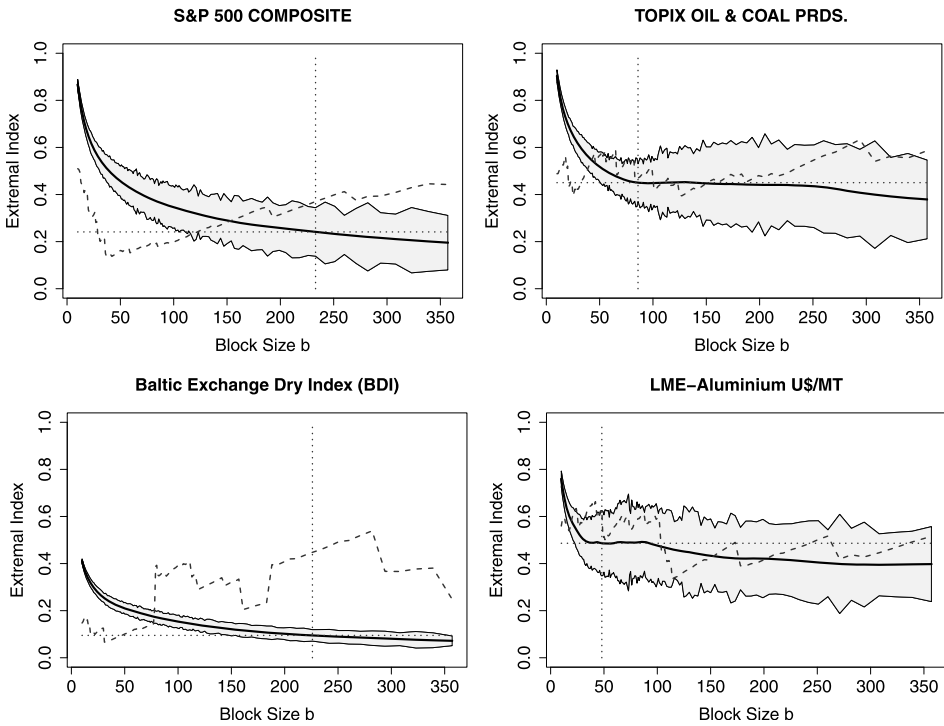 S&P 500 COMPOSITE
Extremal Index
0.0 0.2 0.4 0.6 0.8 1.0
0 50 100 150 200 250 300 350
Block Size b
TOPIX OIL & COAL PRDS.
Extremal Index
0.0 0.2 0.4 0.6 0.8 1.0
0 50 100 150 200 250 300 350
Block Size b
Baltic Exchange Dry Index (BDI)
Extremal Index
0.0 0.2 0.4 0.6 0.8 1.0
0 50 100 150 200 250 300 350
Block Size b
LME−Aluminium U$/MT
Extremal Index
0.0 0.2 0.4 0.6 0.8 1.0
0 50 100 150 200 250 300 350
Block Size b